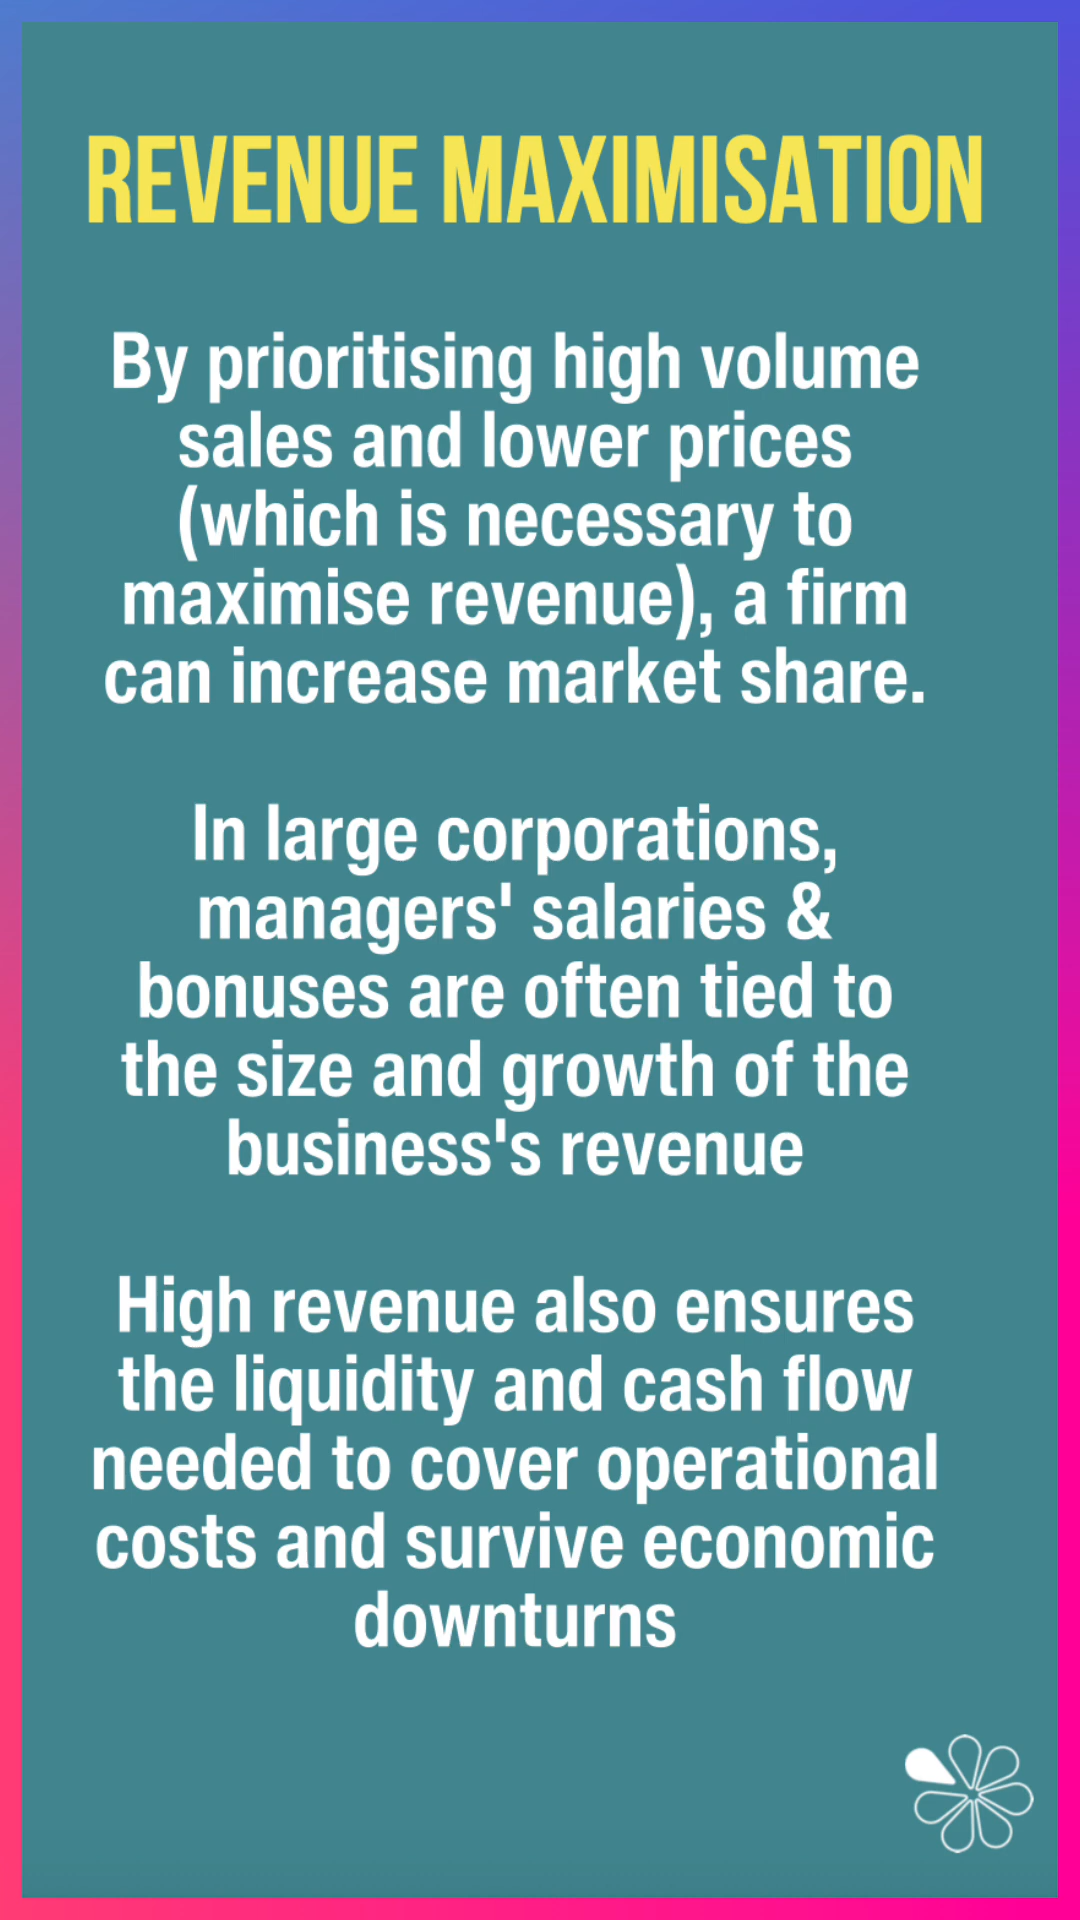 REVENUE MAXIMISATION
By prioritising high volume
sales and lower prices
(which is necessary to
maximise revenue), a firm
can increase market share.
In large corporations,
managers' salaries &
bonuses are often tied to
the size and growth of the
business's revenue
High revenue also ensures
the liquidity and cash flow
needed to cover operational
costs and survive economic
downturns